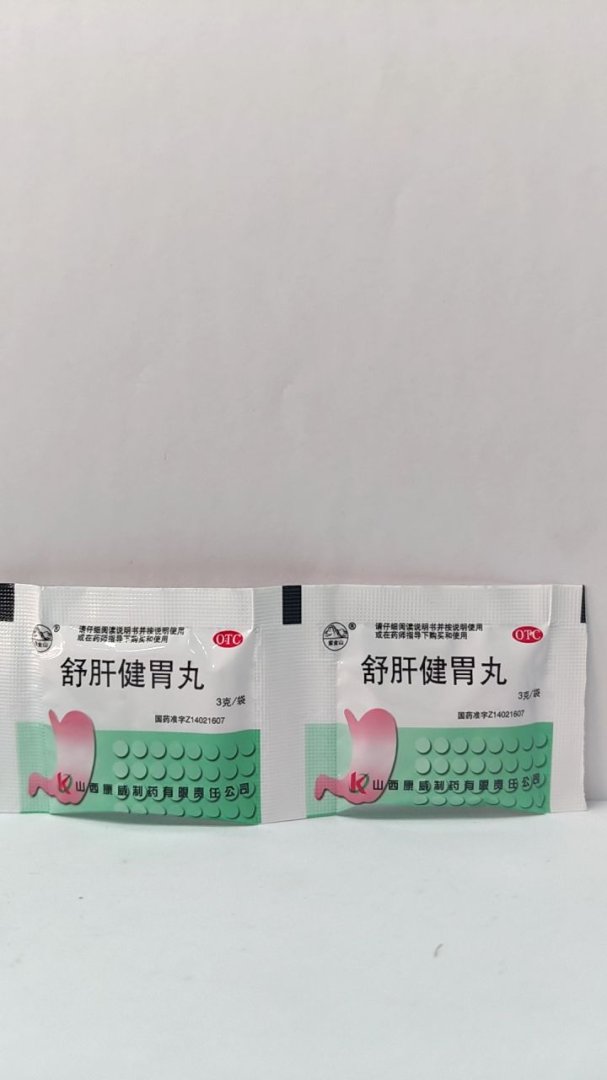 紫金山
®
请仔细阅读说明书并按说明使用
或在药师指导下购买和使用
OTC
舒肝健胃丸
3克/袋
国药准字Z14021607
山西康威制药有限责任公司
紫金山
®
请仔细阅读说明书并按说明使用
或在药师指导下购买和使用
OTC
舒肝健胃丸
3克/袋
国药准字Z14021607
山西康威制药有限责任公司